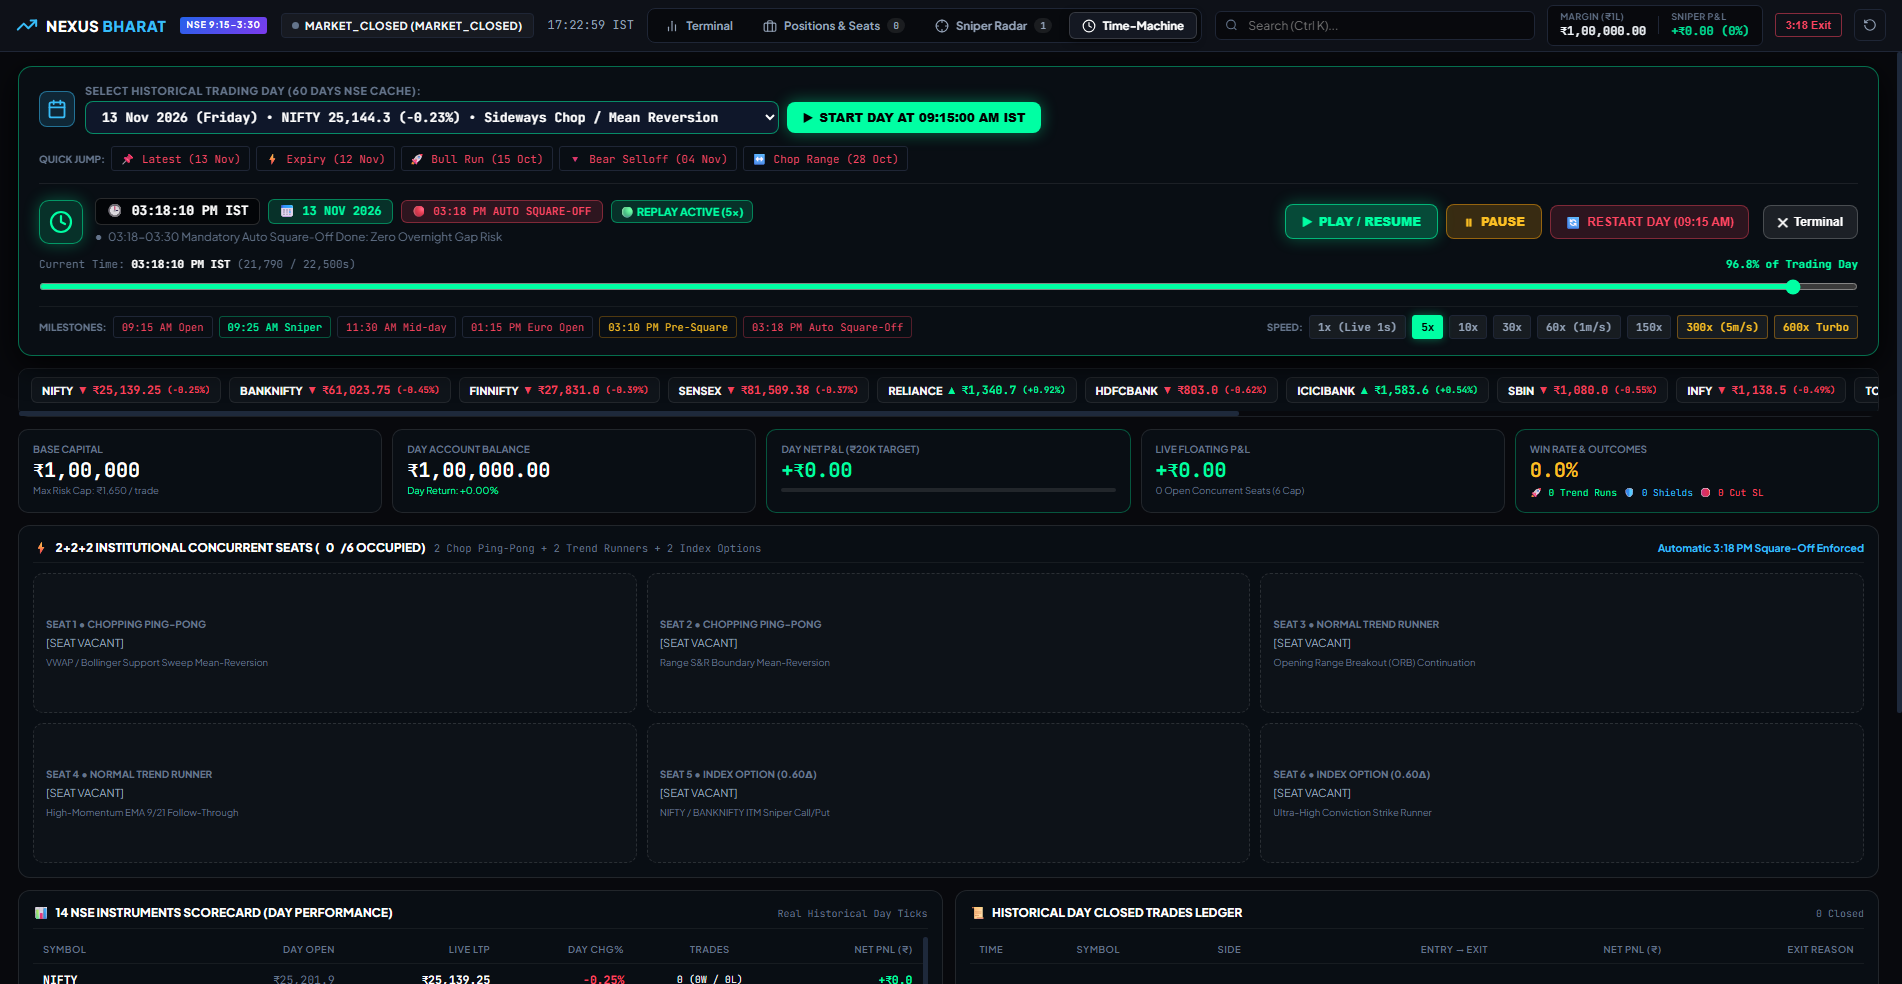 NEXUS BHARAT
NSE 9:15–3:30
MARKET_CLOSED (MARKET_CLOSED)
17:22:59 IST
Terminal
Positions & Seats 0
Sniper Radar 1
Time-Machine
Search (Ctrl K)...
MARGIN (₹1L)
₹1,00,000.00
SNIPER P&L
+₹0.00 (0%)
3:18 Exit
SELECT HISTORICAL TRADING DAY (60 DAYS NSE CACHE):
13 Nov 2026 (Friday) • NIFTY 25,144.3 (-0.23%) • Sideways Chop / Mean Reversion
▶ START DAY AT 09:15:00 AM IST
QUICK JUMP:
Latest (13 Nov)
Expiry (12 Nov)
Bull Run (15 Oct)
Bear Selloff (04 Nov)
Chop Range (28 Oct)
03:18:10 PM IST
13 NOV 2026
03:18 PM AUTO SQUARE-OFF
REPLAY ACTIVE (5x)
03:18–03:30 Mandatory Auto Square-Off Done: Zero Overnight Gap Risk
▶ PLAY / RESUME
PAUSE
RESTART DAY (09:15 AM)
✕ Terminal
Current Time: 03:18:10 PM IST (21,790 / 22,500s)
96.8% of Trading Day
MILESTONES:
09:15 AM Open
09:25 AM Sniper
11:30 AM Mid-day
01:15 PM Euro Open
03:10 PM Pre-Square
03:18 PM Auto Square-Off
SPEED:
1x (Live 1s)
5x
10x
30x
60x (1m/s)
150x
300x (5m/s)
600x Turbo
NIFTY ▼ ₹25,139.25 (-0.25%)
BANKNIFTY ▼ ₹61,023.75 (-0.45%)
FINNIFTY ▼ ₹27,831.0 (-0.39%)
SENSEX ▼ ₹81,509.38 (-0.37%)
RELIANCE ▲ ₹1,340.7 (+0.92%)
HDFCBANK ▼ ₹803.0 (-0.62%)
ICICIBANK ▲ ₹1,583.6 (+0.54%)
SBIN ▼ ₹1,080.0 (-0.55%)
INFY ▼ ₹1,138.5 (-0.49%)
BASE CAPITAL
₹1,00,000
Max Risk Cap: ₹1,650 / trade
DAY ACCOUNT BALANCE
₹1,00,000.00
Day Return: +0.00%
DAY NET P&L (₹20K TARGET)
+₹0.00
LIVE FLOATING P&L
+₹0.00
0 Open Concurrent Seats (6 Cap)
WIN RATE & OUTCOMES
0.0%
0 Trend Runs 0 Shields 0 Cut SL
2+2+2 INSTITUTIONAL CONCURRENT SEATS ( 0 /6 OCCUPIED) 2 Chop Ping-Pong + 2 Trend Runners + 2 Index Options
Automatic 3:18 PM Square-Off Enforced
SEAT 1 • CHOPPING PING-PONG
[SEAT VACANT]
VWAP / Bollinger Support Sweep Mean-Reversion
SEAT 2 • CHOPPING PING-PONG
[SEAT VACANT]
Range S&R Boundary Mean-Reversion
SEAT 3 • NORMAL TREND RUNNER
[SEAT VACANT]
Opening Range Breakout (ORB) Continuation
SEAT 4 • NORMAL TREND RUNNER
[SEAT VACANT]
High-Momentum EMA 9/21 Follow-Through
SEAT 5 • INDEX OPTION (0.60Δ)
[SEAT VACANT]
NIFTY / BANKNIFTY ITM Sniper Call/Put
SEAT 6 • INDEX OPTION (0.60Δ)
[SEAT VACANT]
Ultra-High Conviction Strike Runner
14 NSE INSTRUMENTS SCORECARD (DAY PERFORMANCE)
Real Historical Day Ticks
SYMBOL DAY OPEN LIVE LTP DAY CHG% TRADES NET PNL (₹)
NIFTY ₹25,201.9 ₹25,139.25 -0.25% 0 (0W / 0L) +₹0.0
HISTORICAL DAY CLOSED TRADES LEDGER
0 Closed
TIME SYMBOL SIDE ENTRY → EXIT NET PNL (₹) EXIT REASON